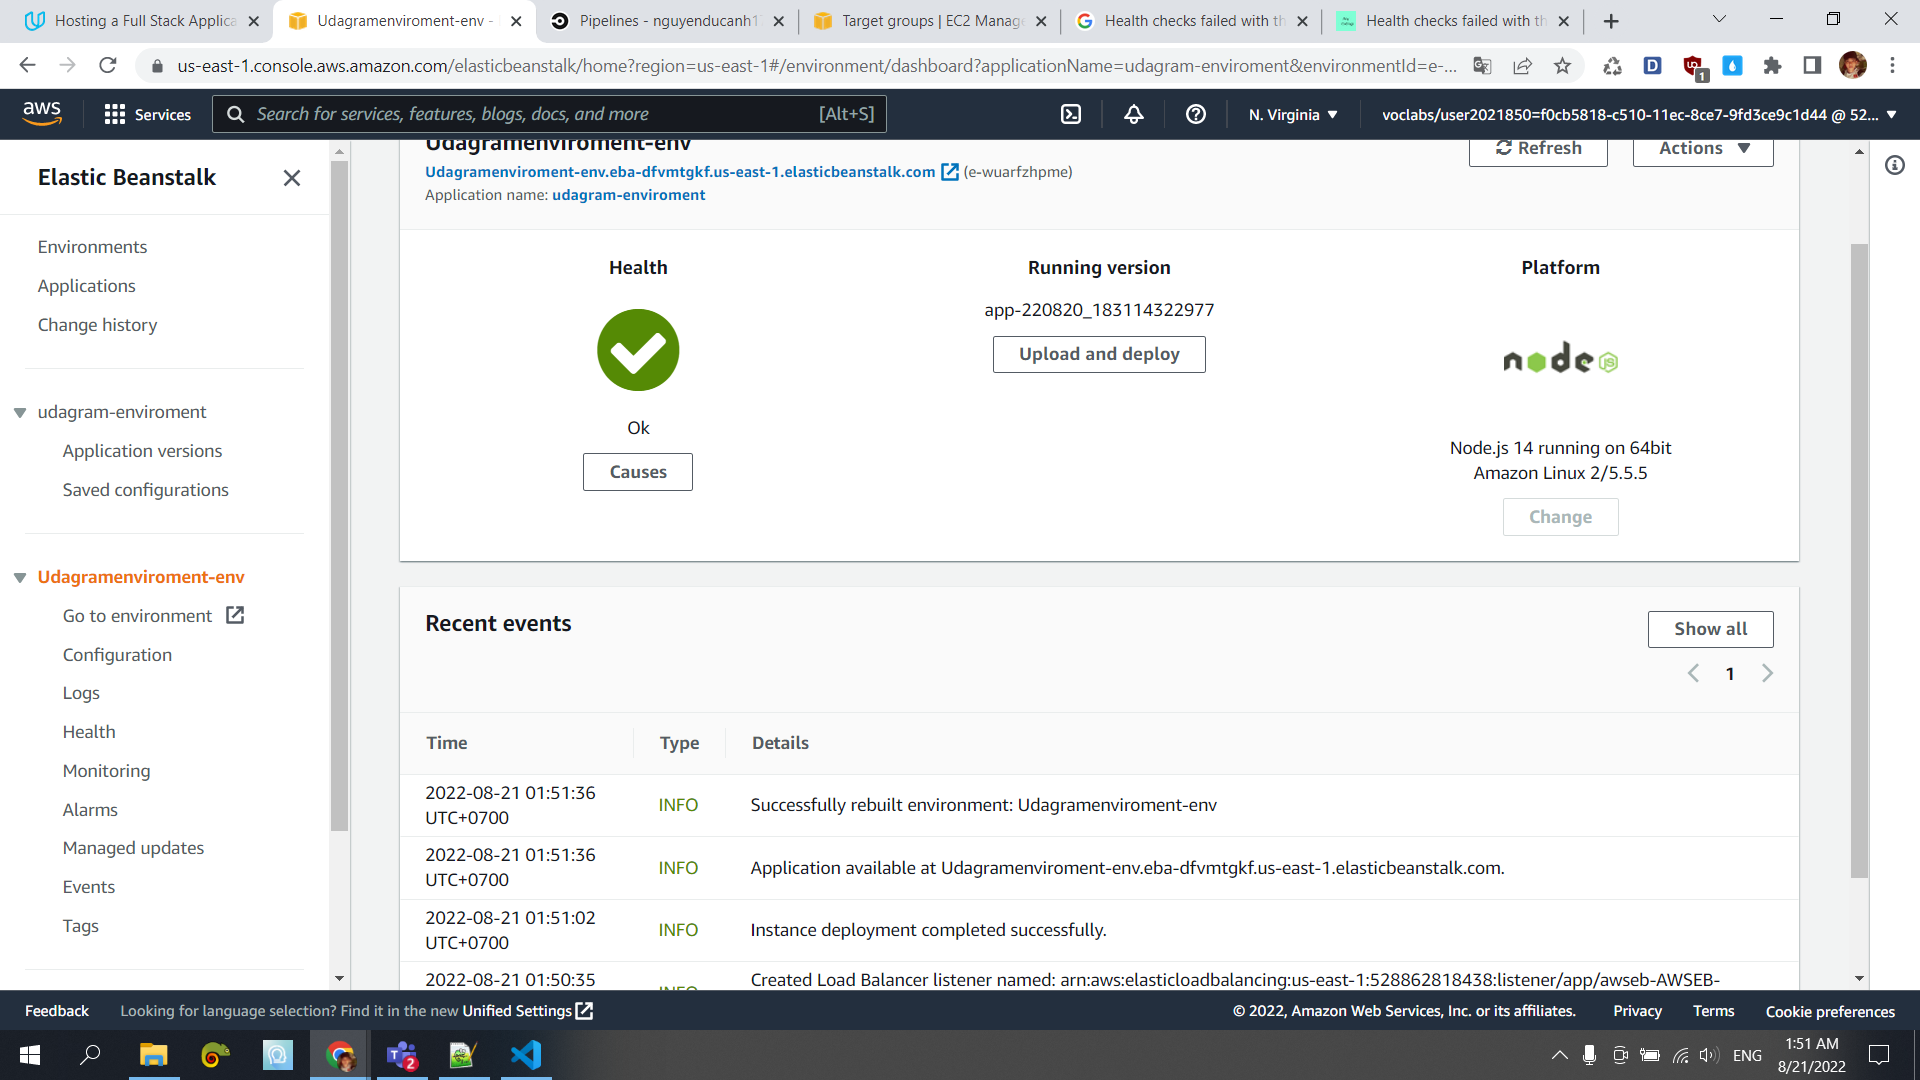 Hosting a Full Stack Applica
Udagramenviroment-env -
Pipelines - nguyenducanh1
Target groups | EC2 Manage
Health checks failed with th
Health checks failed with th
us-east-1.console.aws.amazon.com/elasticbeanstalk/home?region=us-east-1#/environment/dashboard?applicationName=udagram-enviroment&environmentId=e-...
1
aws
Services
Search for services, features, blogs, docs, and more
[Alt+S]
N. Virginia
voclabs/user2021850=f0cb5818-c510-11ec-8ce7-9fd3ce9c1d44 @ 52...
Elastic Beanstalk
Environments
Applications
Change history
udagram-enviroment
Application versions
Saved configurations
Udagramenviroment-env
Go to environment
Configuration
Logs
Health
Monitoring
Alarms
Managed updates
Events
Tags
Udagramenviroment-env
Refresh
Actions
Udagramenviroment-env.eba-dfvmtgkf.us-east-1.elasticbeanstalk.com (e-wuarfzhpme)
Application name: udagram-enviroment
Health
Ok
Causes
Running version
app-220820_183114322977
Upload and deploy
Platform
node JS
Node.js 14 running on 64bit
Amazon Linux 2/5.5.5
Change
Recent events
Show all
1
Time
Type
Details
2022-08-21 01:51:36
UTC+0700
INFO
Successfully rebuilt environment: Udagramenviroment-env
2022-08-21 01:51:36
UTC+0700
INFO
Application available at Udagramenviroment-env.eba-dfvmtgkf.us-east-1.elasticbeanstalk.com.
2022-08-21 01:51:02
UTC+0700
INFO
Instance deployment completed successfully.
2022-08-21 01:50:35
INFO
Created Load Balancer listener named: arn:aws:elasticloadbalancing:us-east-1:528862818438:listener/app/awseb-AWSEB-
Feedback
Looking for language selection? Find it in the new Unified Settings
© 2022, Amazon Web Services, Inc. or its affiliates.
Privacy
Terms
Cookie preferences
2
ENG
1:51 AM
8/21/2022